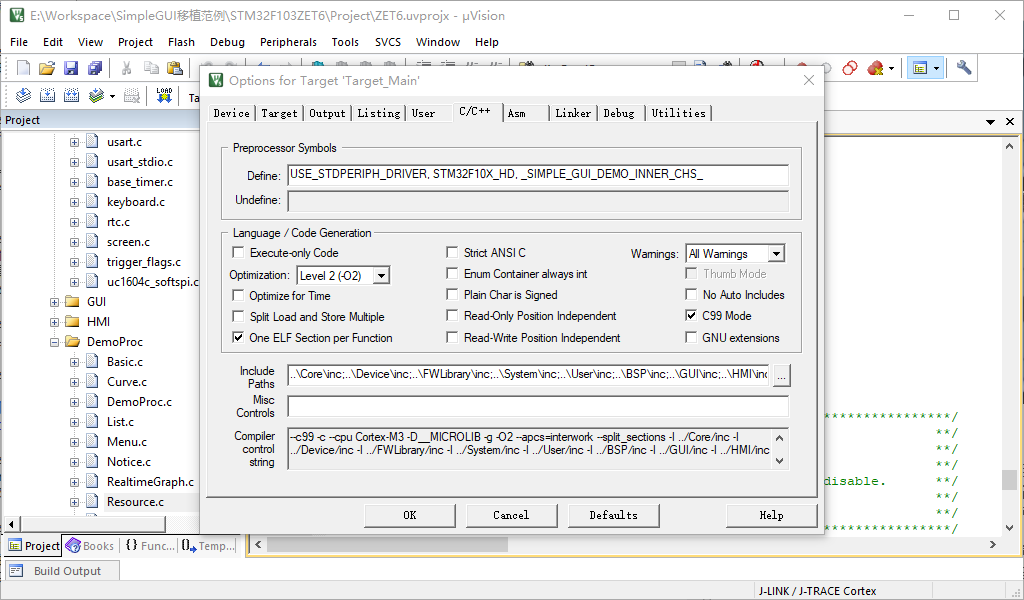 E:\Workspace\SimpleGUI移植范例\STM32F103ZET6\Project\ZET6.uvprojx - µVision
File Edit View Project Flash Debug Peripherals Tools SVCS Window Help
LOAD
Ta
Project
usart.c
usart_stdio.c
base_timer.c
keyboard.c
rtc.c
screen.c
trigger_flags.c
uc1604c_softspi.c
GUI
HMI
DemoProc
Basic.c
Curve.c
DemoProc.c
List.c
Menu.c
Notice.c
RealtimeGraph.c
Resource.c
Project Books {} Func... Temp...
Build Output
J-LINK / J-TRACE Cortex
Options for Target 'Target_Main'
Device Target Output Listing User C/C++ Asm Linker Debug Utilities
Preprocessor Symbols
Define: USE_STDPERIPH_DRIVER, STM32F10X_HD, _SIMPLE_GUI_DEMO_INNER_CHS_
Undefine:
Language / Code Generation
Execute-only Code Strict ANSI C Warnings: All Warnings
Optimization: Level 2 (-O2) Enum Container always int Thumb Mode
Optimize for Time Plain Char is Signed No Auto Includes
Split Load and Store Multiple Read-Only Position Independent C99 Mode
One ELF Section per Function Read-Write Position Independent GNU extensions
Include Paths ..\Core\inc;..\Device\inc;..\FWLibrary\inc;..\System\inc;..\User\inc;..\BSP\inc;..\GUI\inc;..\HMI\inc ...
Misc Controls
Compiler control string
--c99 -c --cpu Cortex-M3 -D__MICROLIB -g -O2 --apcs=interwork --split_sections -I ../Core/inc -I
../Device/inc -I ../FWLibrary/inc -I ../System/inc -I ../User/inc -I ../BSP/inc -I ../GUI/inc -I ../HMI/inc
OK Cancel Defaults Help
****************/
**/
**/
**/
disable. **/
**/
**/
****************/